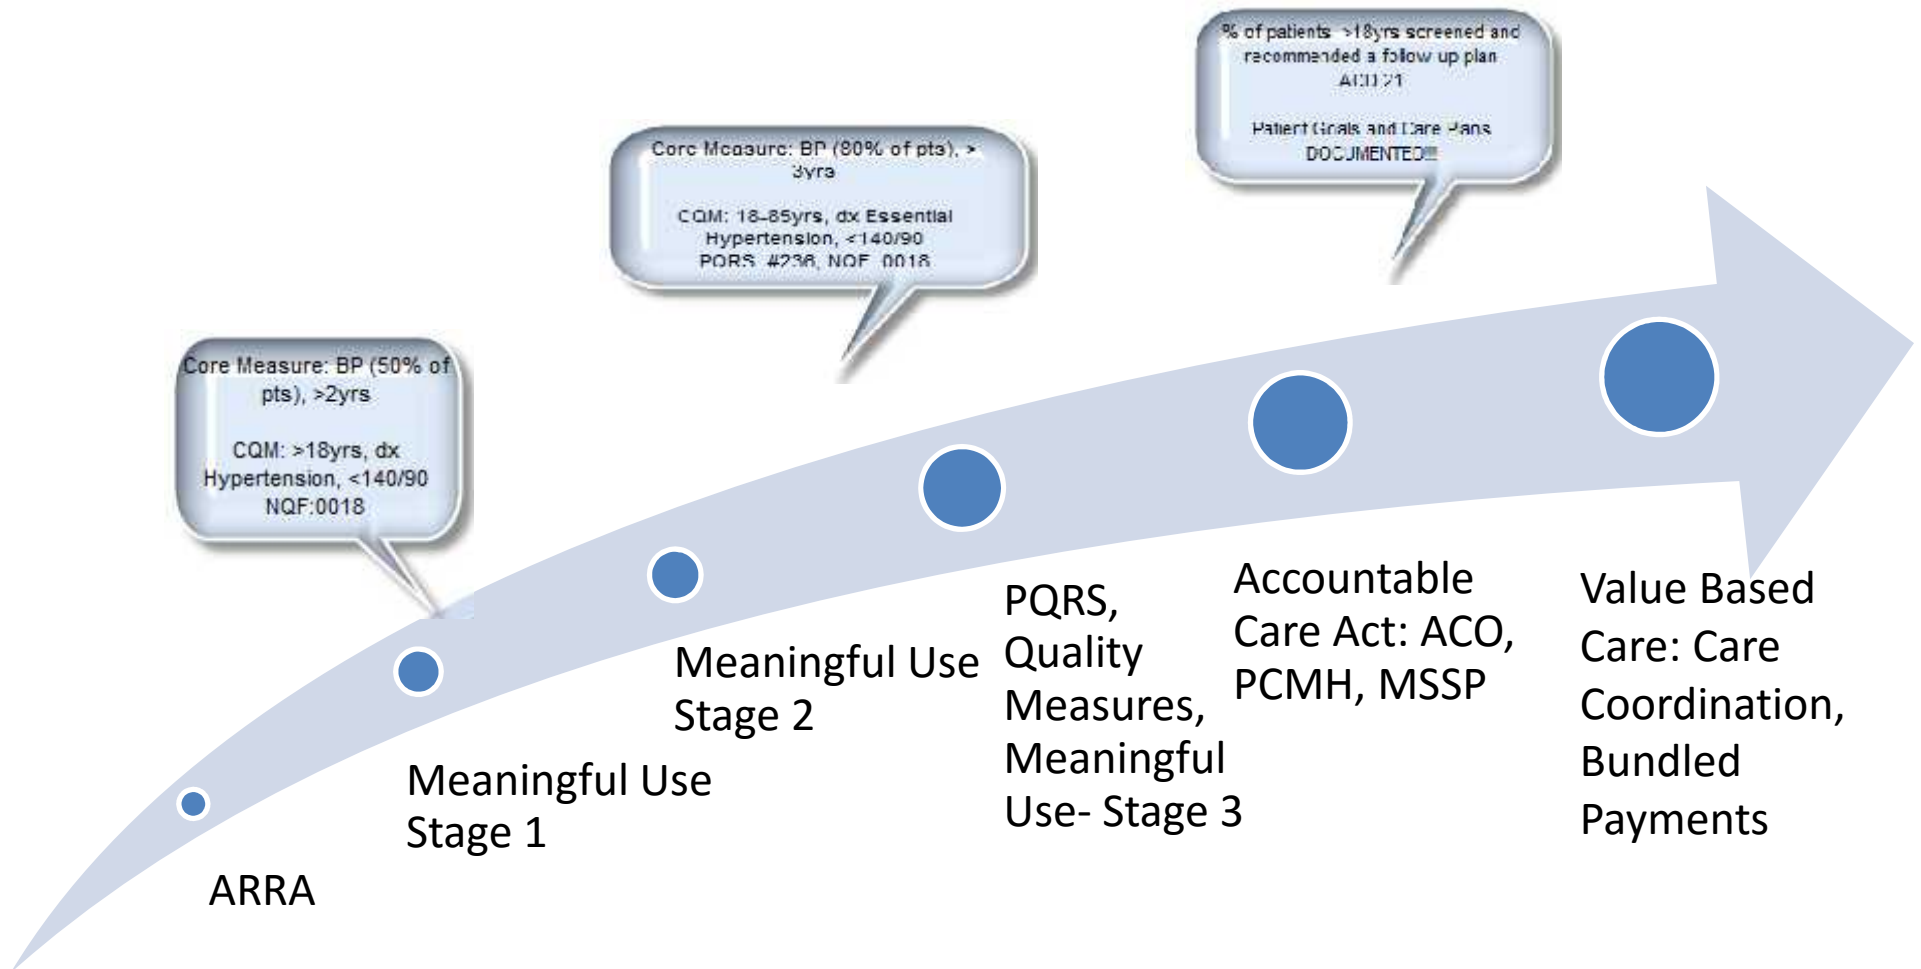 % of patients >18yrs screened and
recommended a follow up plan
ACO 21
Patient Goals and Care Plans
DOCUMENTED!!!
Core Measure: BP (80% of pts), >
3yrs
CQM: 18-85yrs, dx Essential
Hypertension, <140/90
PQRS #236, NQF 0018
Core Measure: BP (50% of
pts), >2yrs
CQM: >18yrs, dx
Hypertension, <140/90
NQF:0018
ARRA
Meaningful Use
Stage 1
Meaningful Use
Stage 2
PQRS,
Quality
Measures,
Meaningful
Use- Stage 3
Accountable
Care Act: ACO,
PCMH, MSSP
Value Based
Care: Care
Coordination,
Bundled
Payments